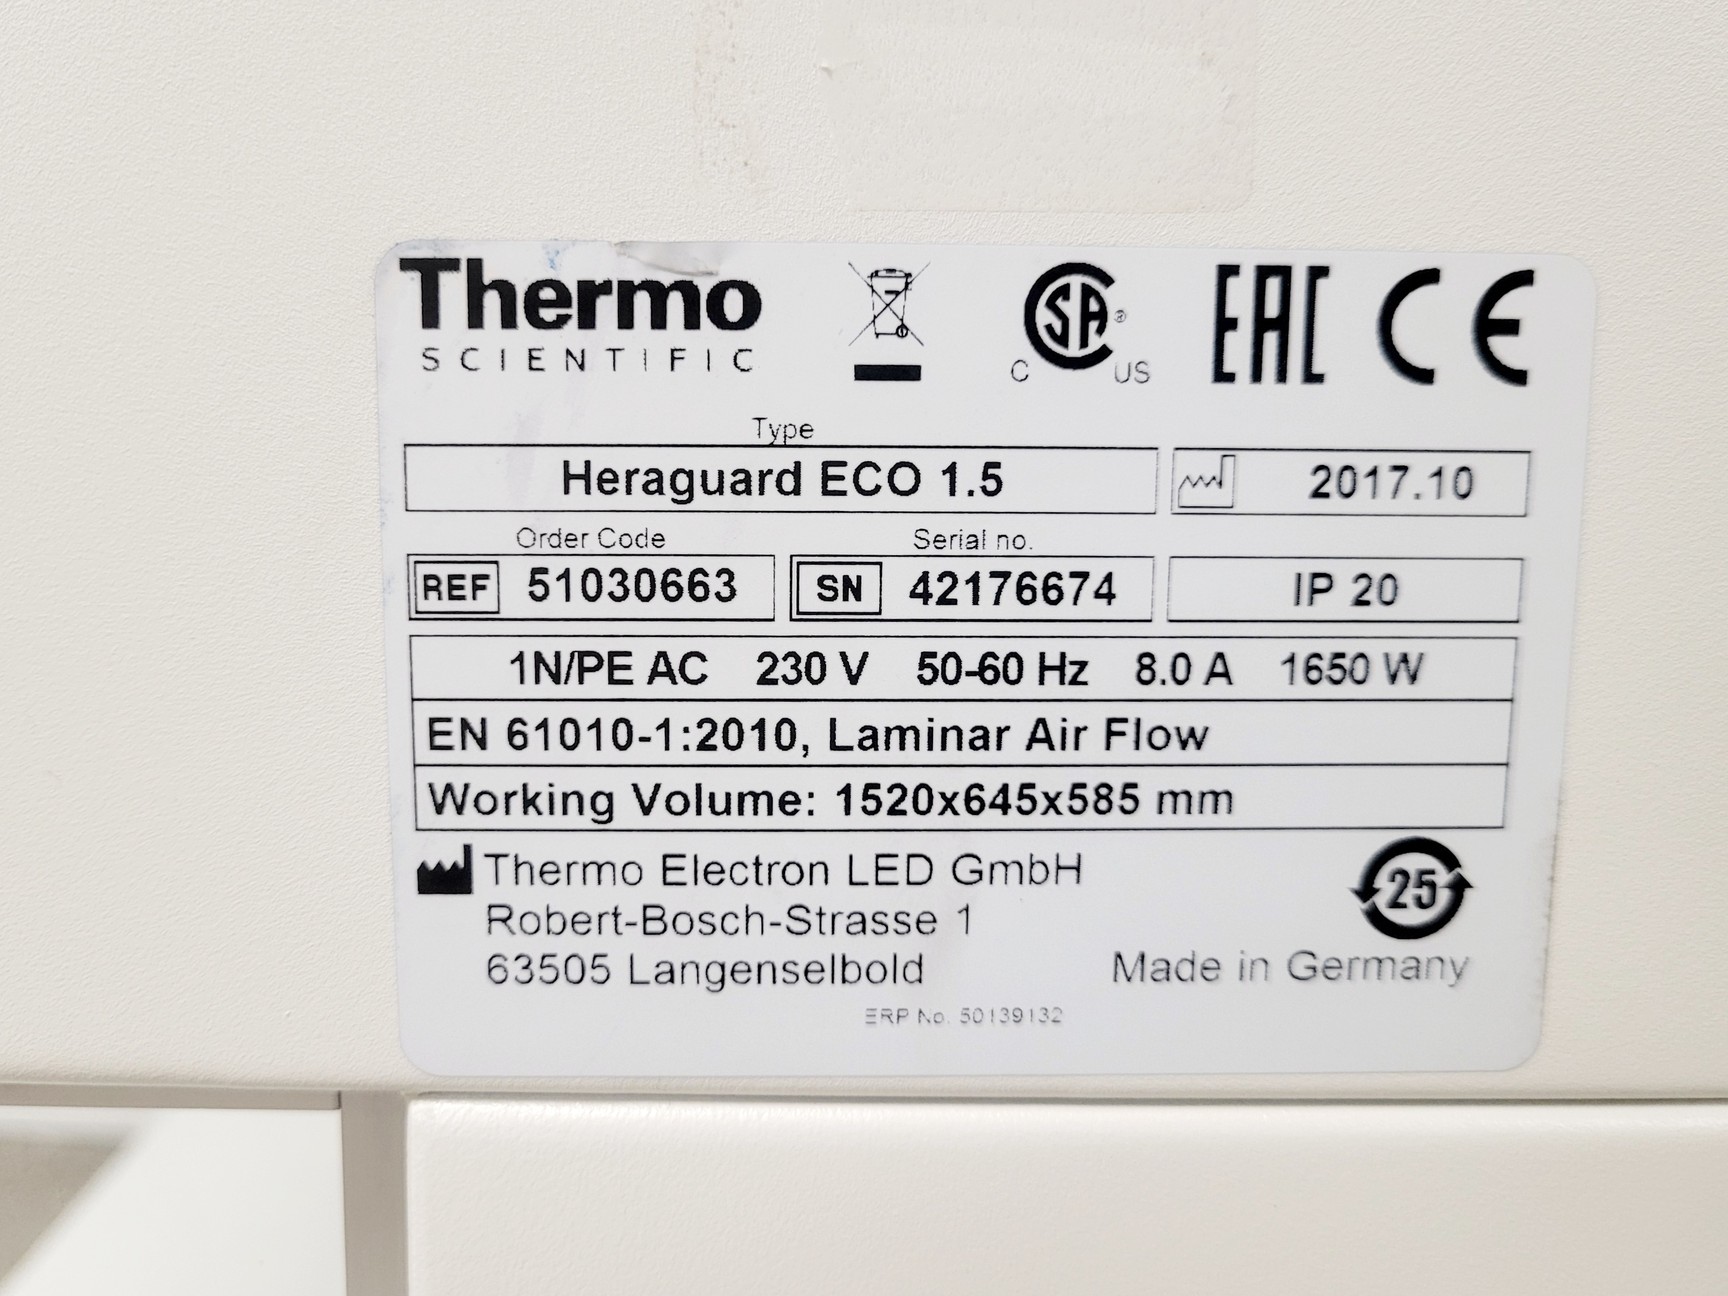 Thermo
SCIENTIFIC
C SA ® US EAC CE
Type
Heraguard ECO 1.5 2017.10
Order Code Serial no.
REF 51030663 SN 42176674 IP 20
1N/PE AC 230 V 50-60 Hz 8.0 A 1650 W
EN 61010-1:2010, Laminar Air Flow
Working Volume: 1520x645x585 mm
Thermo Electron LED GmbH
Robert-Bosch-Strasse 1
63505 Langenselbold
25
Made in Germany
ERP No. 50139132